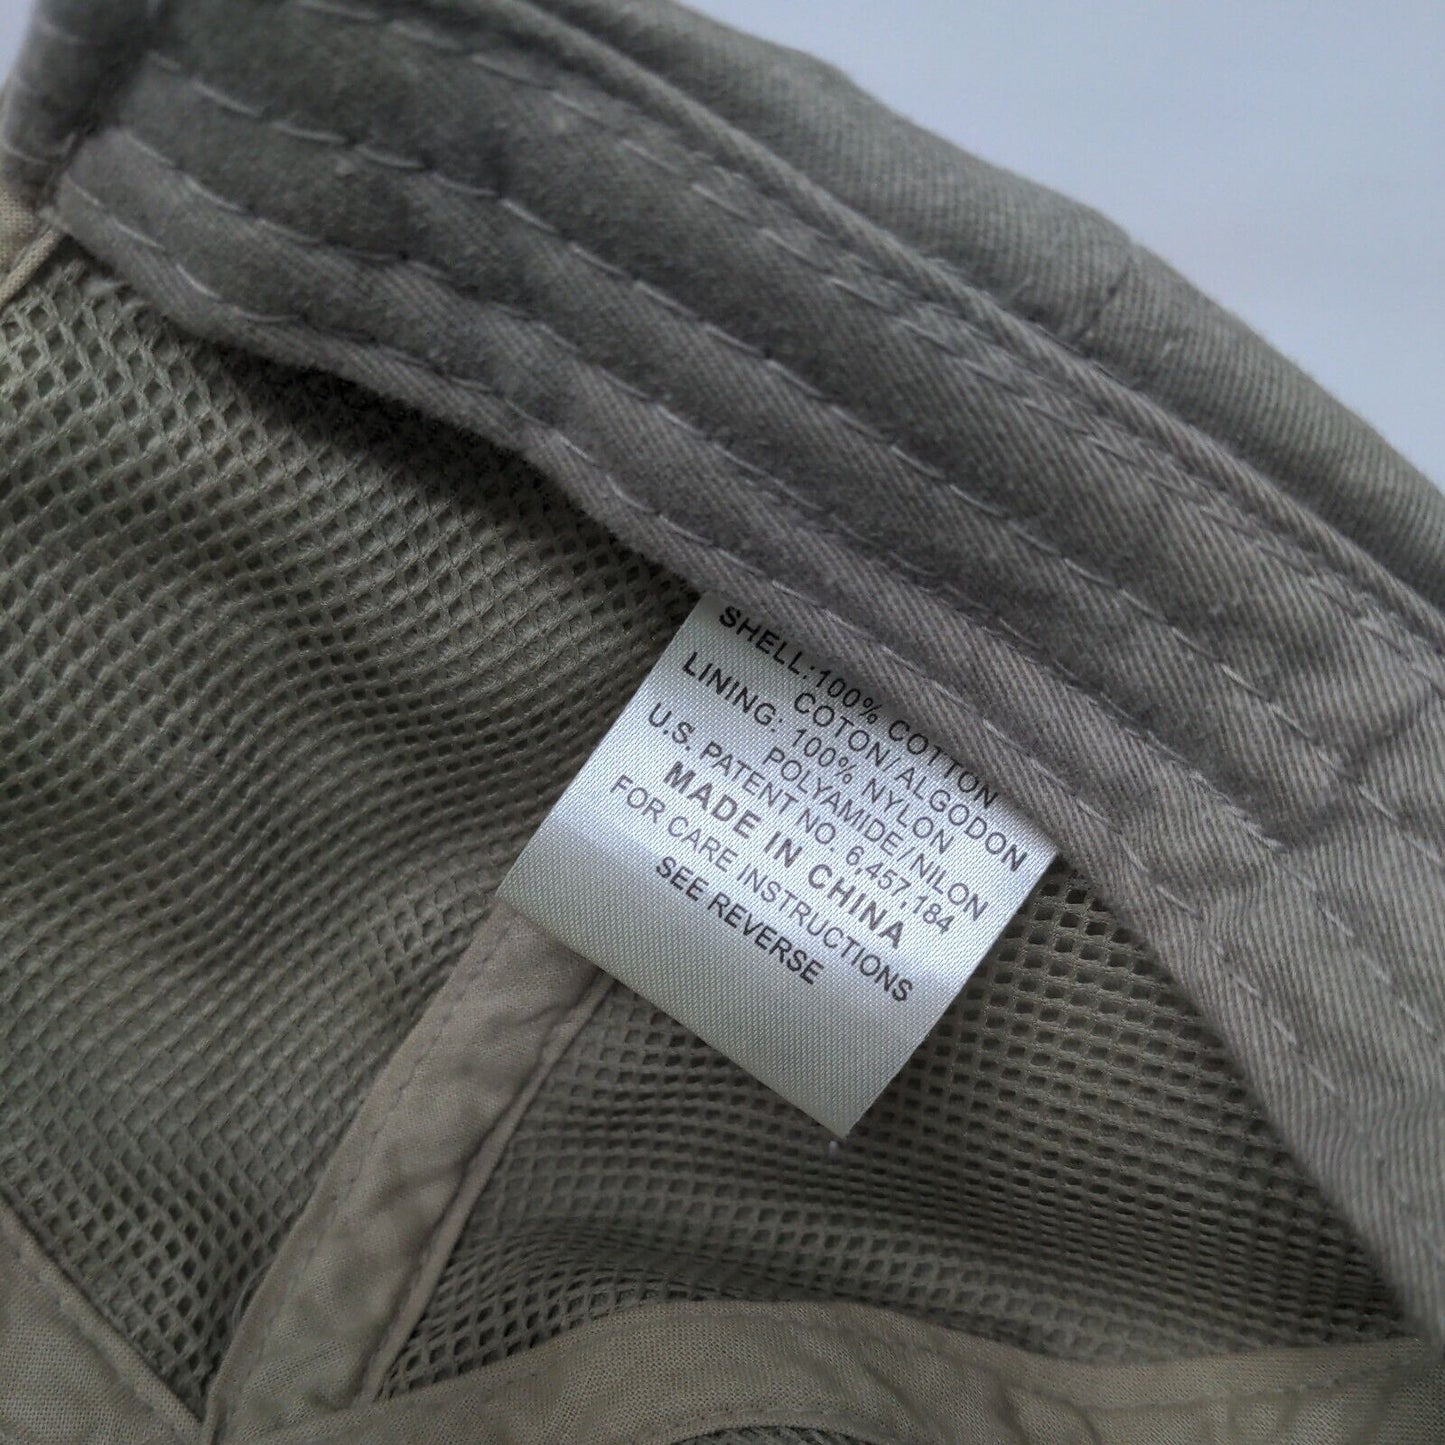 SHELL:100% COTTON
COTON/ALGODON
LINING: 100% NYLON
POLYAMIDE/NILON
U.S. PATENT NO. 6,457,184
MADE IN CHINA
FOR CARE INSTRUCTIONS
SEE REVERSE